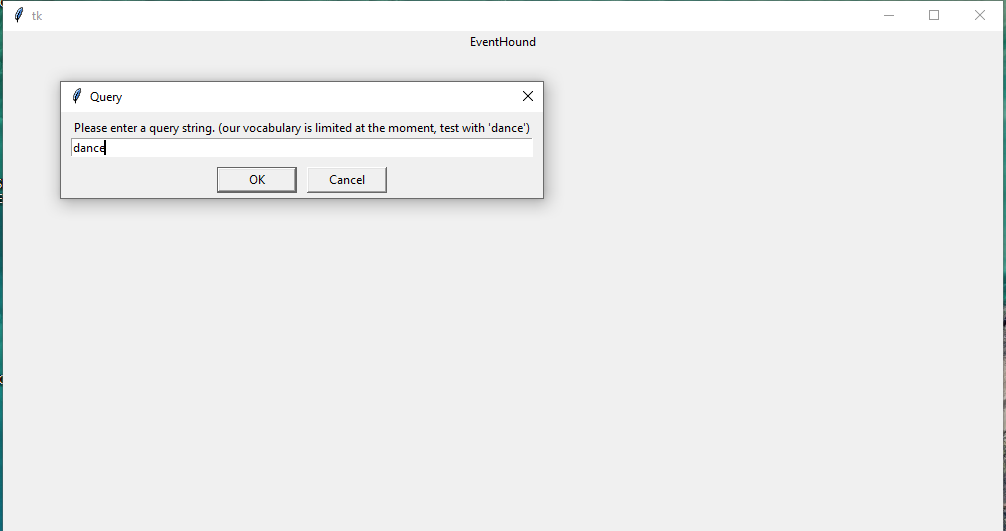 tk
EventHound
Query
Please enter a query string. (our vocabulary is limited at the moment, test with 'dance')
dance
OK
Cancel